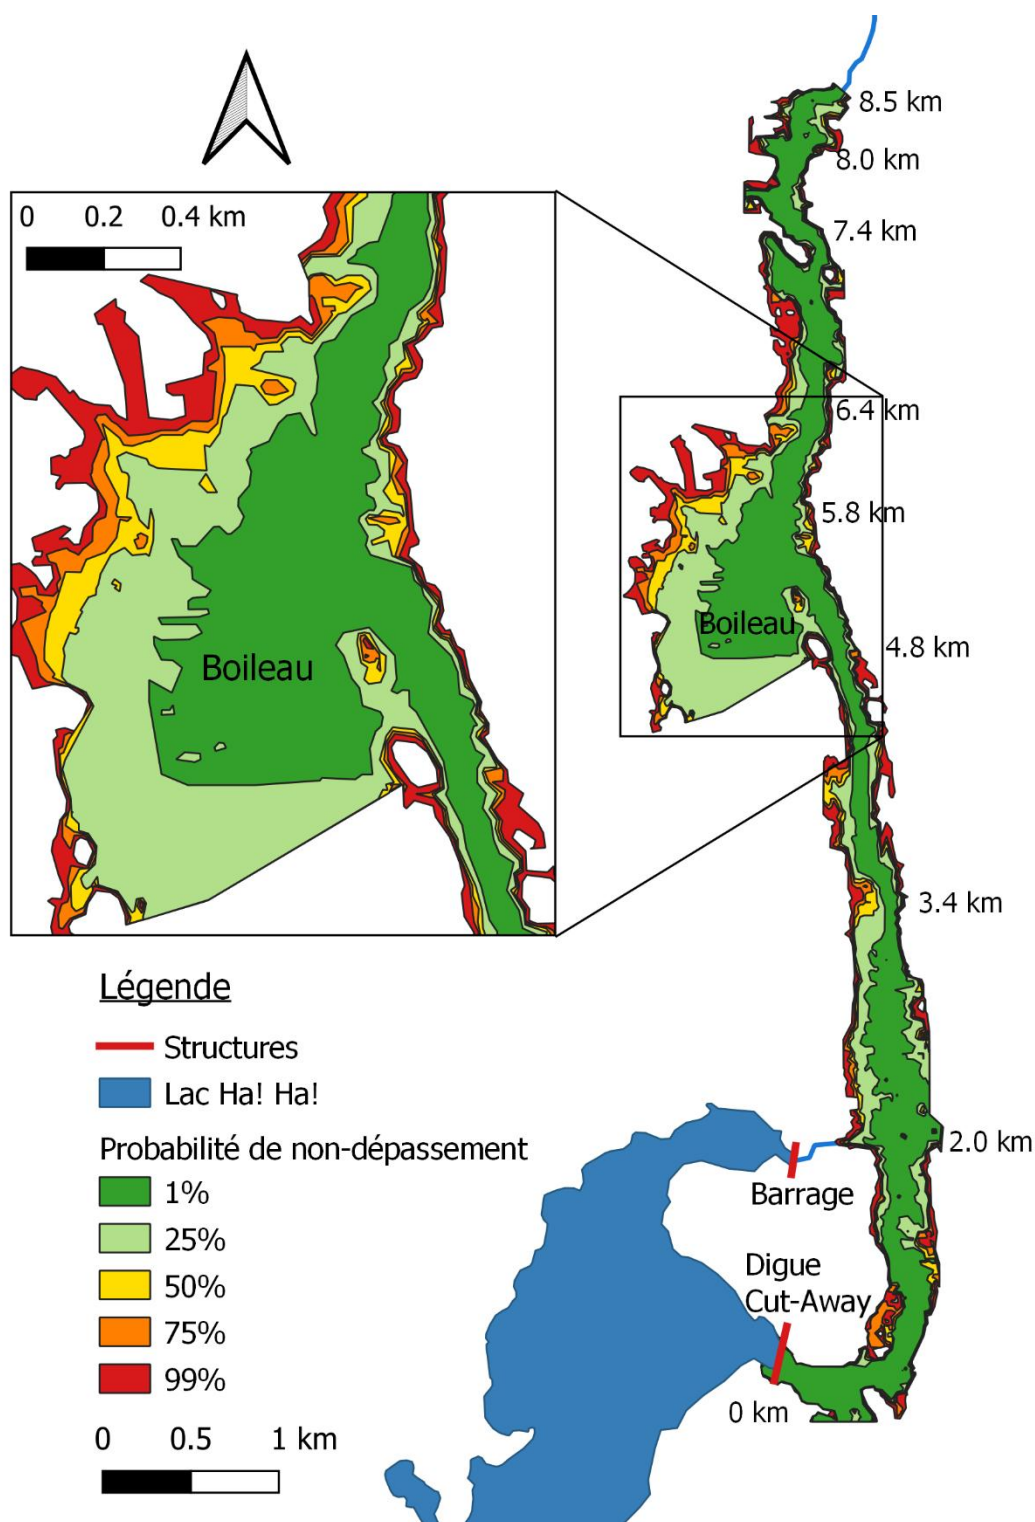 8.5 km
8.0 km
7.4 km
6.4 km
5.8 km
4.8 km
3.4 km
2.0 km
0 km
0 0.2 0.4 km
Boileau
Boileau
Légende
Structures
Lac Ha! Ha!
Probabilité de non-dépassement
1%
25%
50%
75%
99%
0 0.5 1 km
Barrage
Digue
Cut-Away